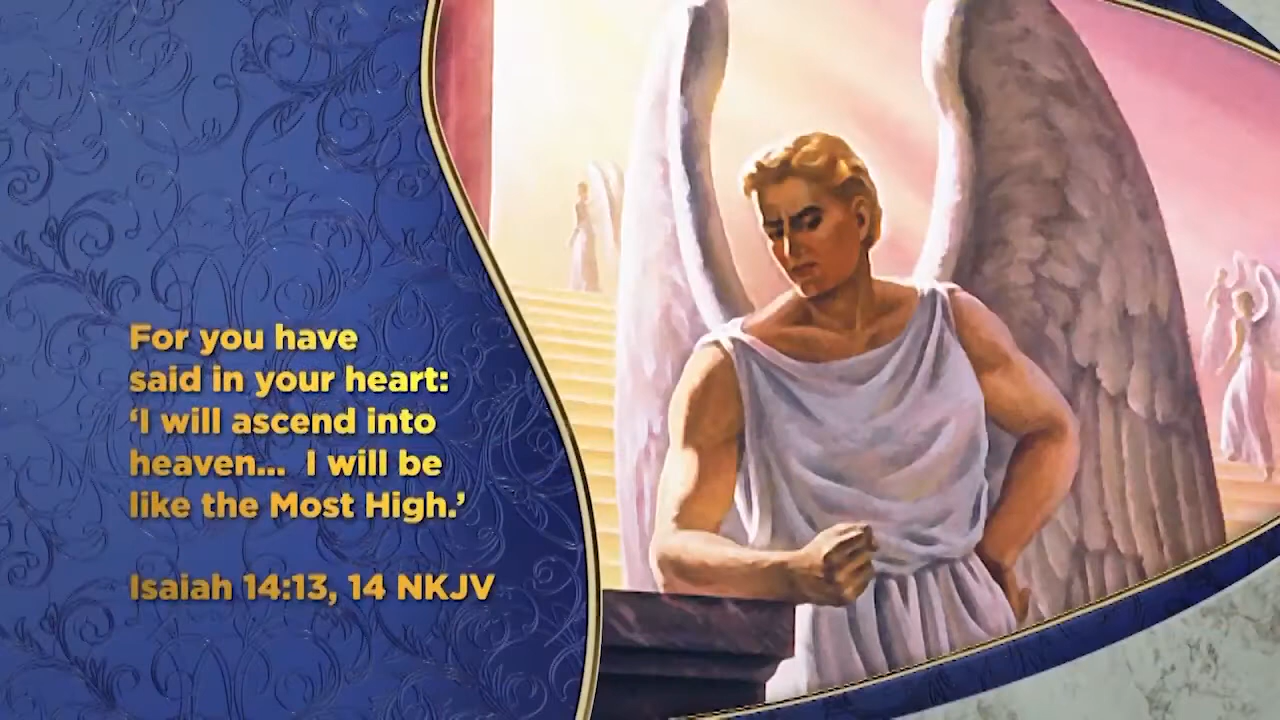 For you have
said in your heart:
‘I will ascend into
heaven...  I will be
like the Most High.’
Isaiah 14:13, 14 NKJV